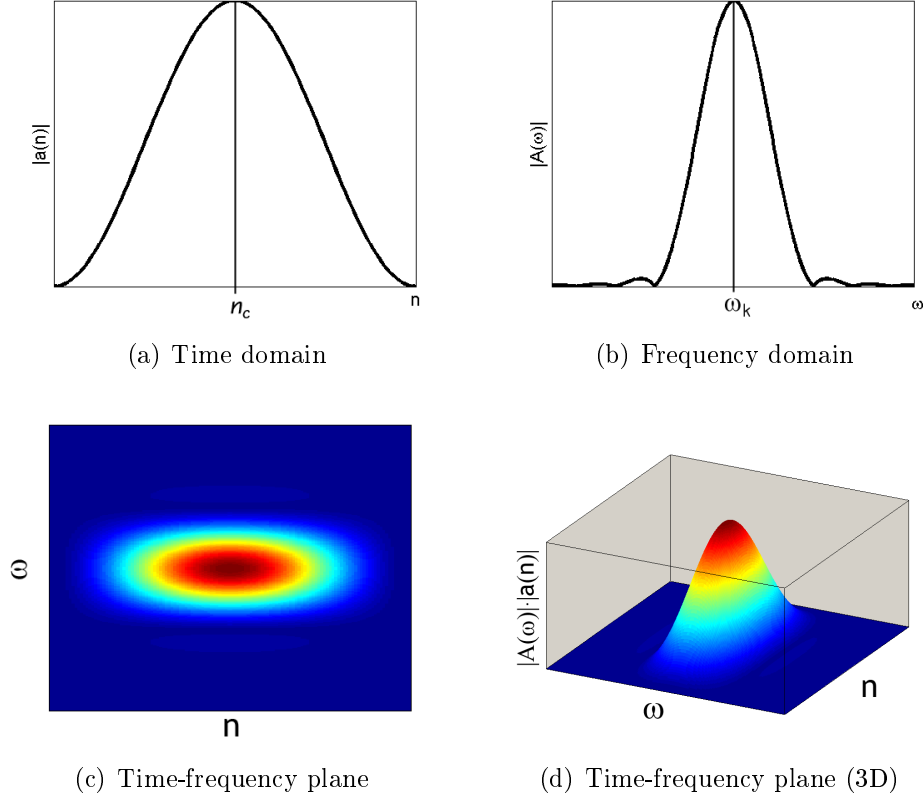 |a(n)|
n_c
n
(a) Time domain
|A(ω)|
ω_k
ω
(b) Frequency domain
ω
n
(c) Time-frequency plane
|A(ω)|·|a(n)|
ω
n
(d) Time-frequency plane (3D)